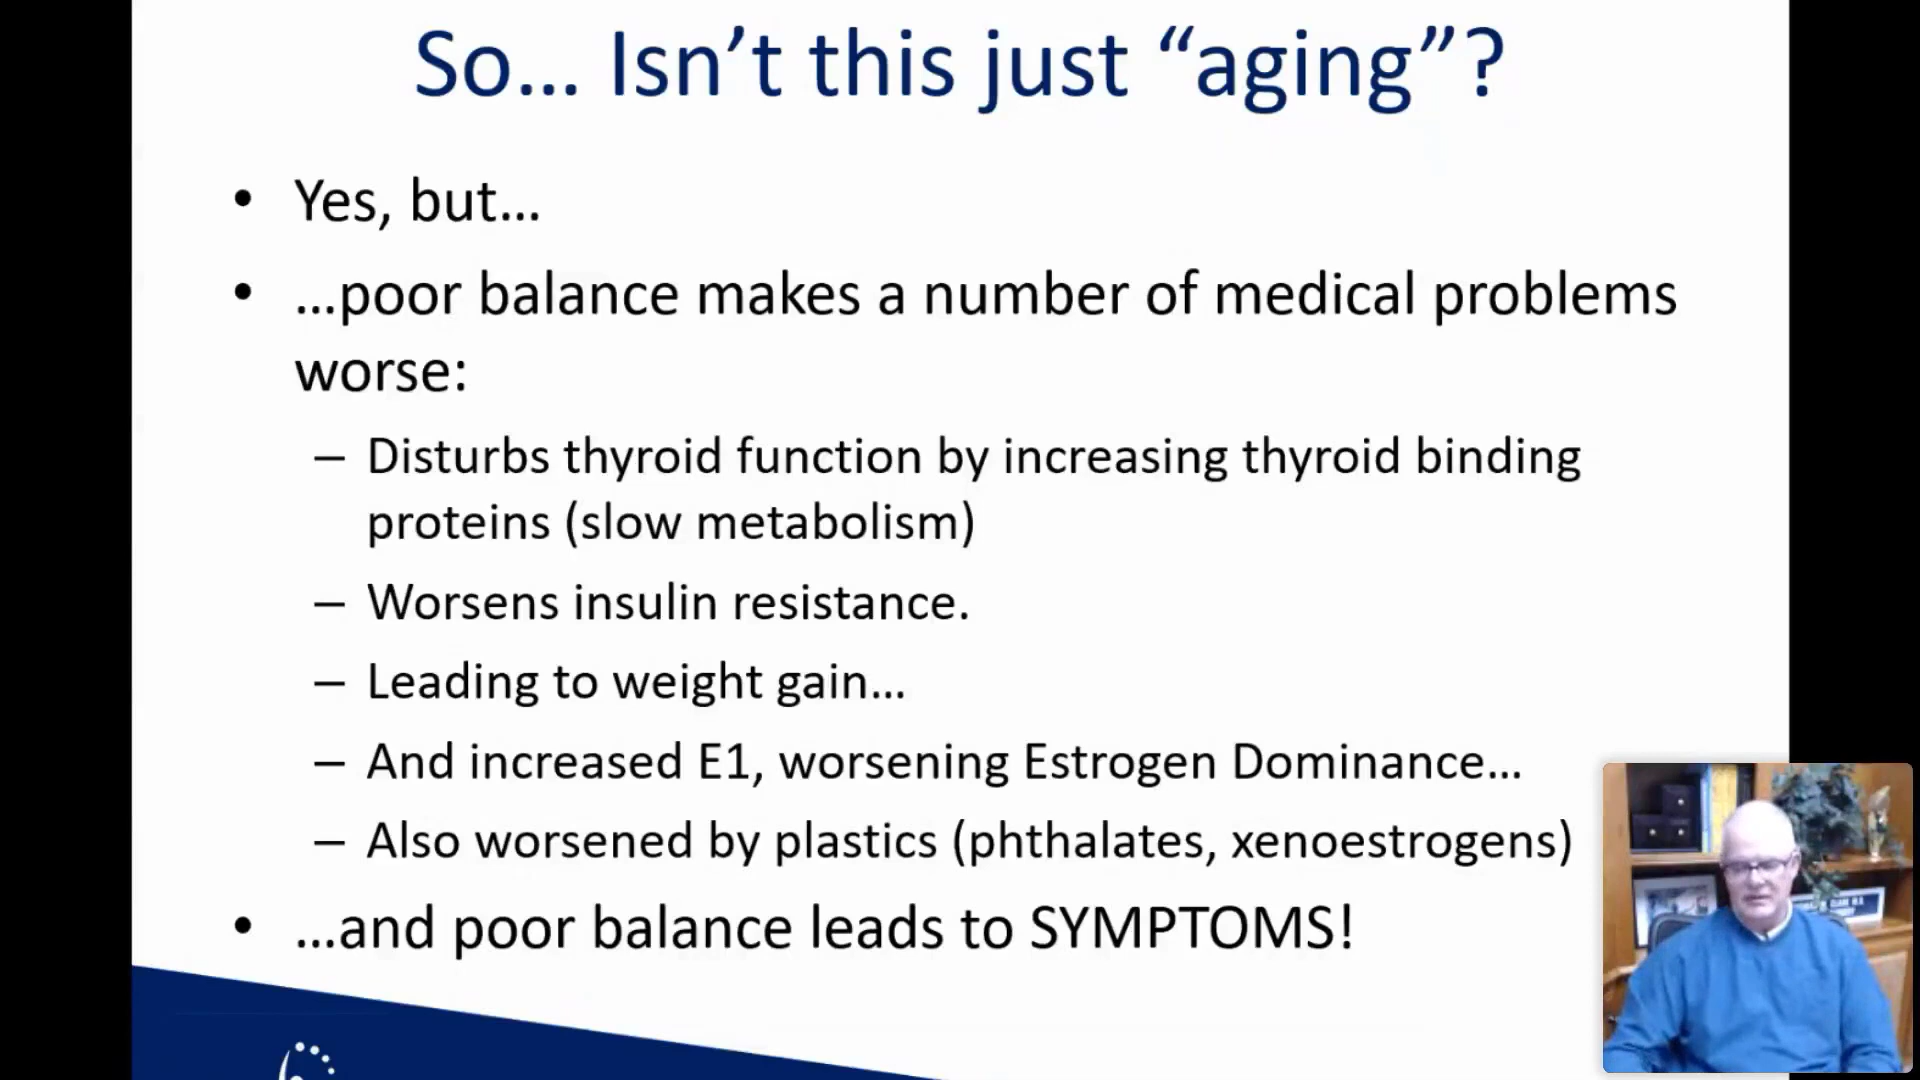 So… Isn’t this just “aging”?
• Yes, but…
• …poor balance makes a number of medical problems
worse:
– Disturbs thyroid function by increasing thyroid binding
proteins (slow metabolism)
– Worsens insulin resistance.
– Leading to weight gain…
– And increased E1, worsening Estrogen Dominance…
– Also worsened by plastics (phthalates, xenoestrogens)
• …and poor balance leads to SYMPTOMS!